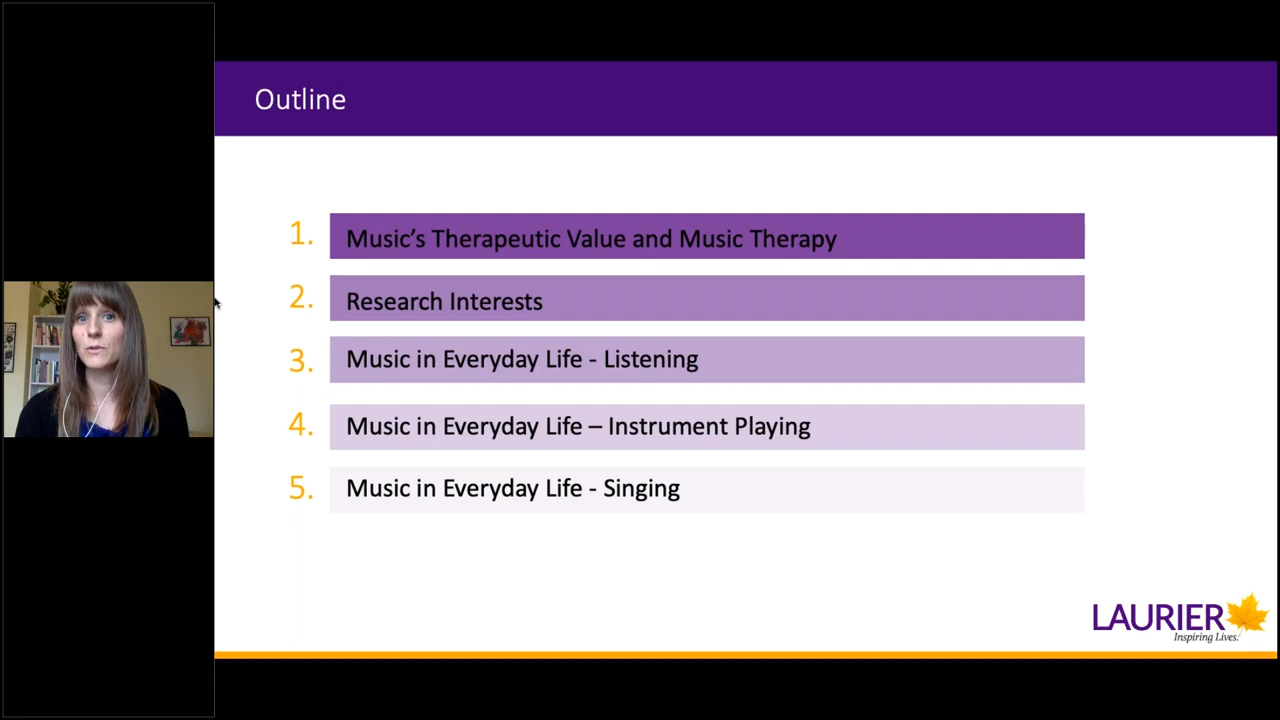 Outline
1. Music’s Therapeutic Value and Music Therapy
2. Research Interests
3. Music in Everyday Life - Listening
4. Music in Everyday Life – Instrument Playing
5. Music in Everyday Life - Singing
LAURIER
Inspiring Lives.